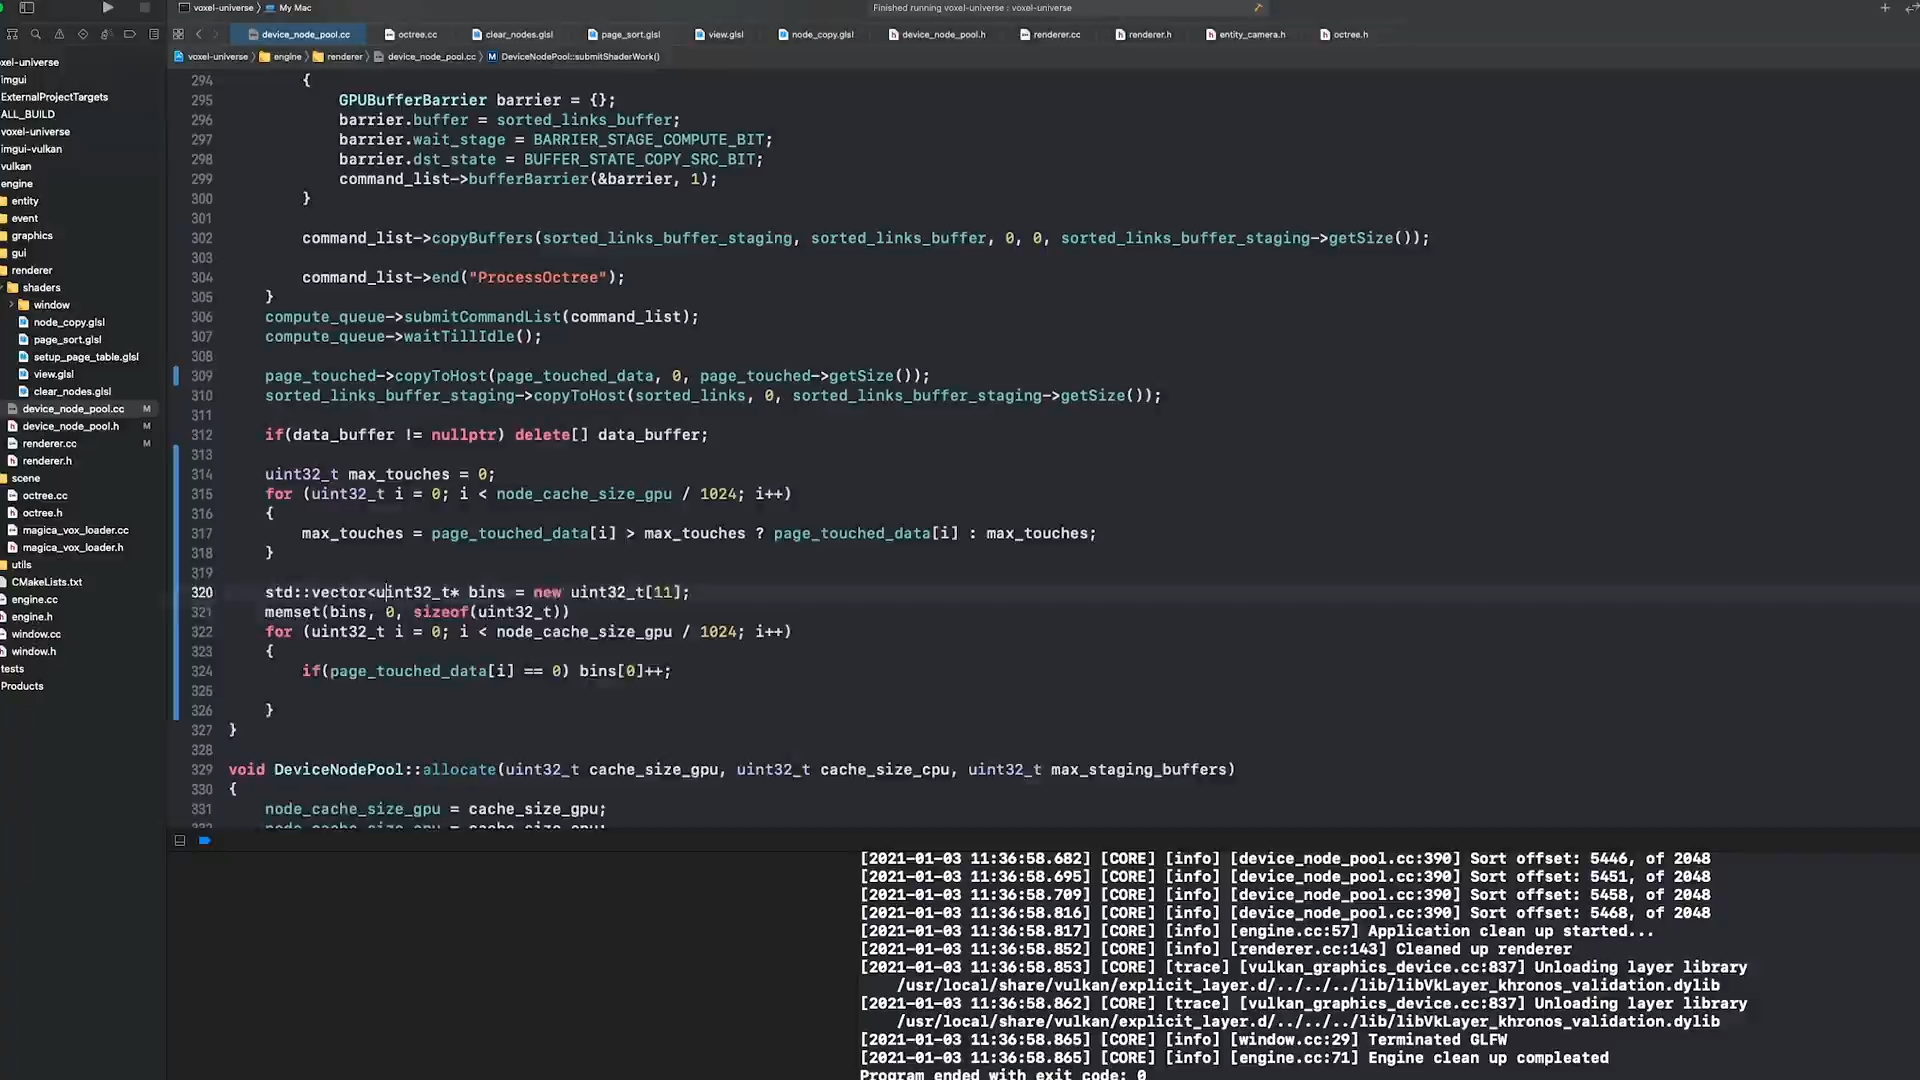 voxel-universe 〉 My Mac
Finished running voxel-universe : voxel-universe
device_node_pool.cc
octree.cc
clear_nodes.glsl
page_sort.glsl
view.glsl
node_copy.glsl
device_node_pool.h
renderer.cc
renderer.h
entity_camera.h
octree.h
voxel-universe 〉 engine 〉 renderer 〉 device_node_pool.cc 〉 M DeviceNodePool::submitShaderWork()
oxel-universe
imgui
ExternalProjectTargets
ALL_BUILD
voxel-universe
imgui-vulkan
vulkan
engine
entity
event
graphics
gui
renderer
shaders
window
node_copy.glsl
page_sort.glsl
setup_page_table.glsl
view.glsl
clear_nodes.glsl
device_node_pool.cc M
device_node_pool.h M
renderer.cc M
renderer.h
scene
octree.cc
octree.h
magica_vox_loader.cc
magica_vox_loader.h
utils
CMakeLists.txt
engine.cc
engine.h
window.cc
window.h
tests
Products
294 {
295 GPUBufferBarrier barrier = {};
296 barrier.buffer = sorted_links_buffer;
297 barrier.wait_stage = BARRIER_STAGE_COMPUTE_BIT;
298 barrier.dst_state = BUFFER_STATE_COPY_SRC_BIT;
299 command_list->bufferBarrier(&barrier, 1);
300 }
301
302 command_list->copyBuffers(sorted_links_buffer_staging, sorted_links_buffer, 0, 0, sorted_links_buffer_staging->getSize());
303
304 command_list->end("ProcessOctree");
305 }
306 compute_queue->submitCommandList(command_list);
307 compute_queue->waitTillIdle();
308
309 page_touched->copyToHost(page_touched_data, 0, page_touched->getSize());
310 sorted_links_buffer_staging->copyToHost(sorted_links, 0, sorted_links_buffer_staging->getSize());
311
312 if(data_buffer != nullptr) delete[] data_buffer;
313
314 uint32_t max_touches = 0;
315 for (uint32_t i = 0; i < node_cache_size_gpu / 1024; i++)
316 {
317 max_touches = page_touched_data[i] > max_touches ? page_touched_data[i] : max_touches;
318 }
319
320 std::vector<uint32_t* bins = new uint32_t[11];
321 memset(bins, 0, sizeof(uint32_t))
322 for (uint32_t i = 0; i < node_cache_size_gpu / 1024; i++)
323 {
324 if(page_touched_data[i] == 0) bins[0]++;
325
326 }
327 }
328
329 void DeviceNodePool::allocate(uint32_t cache_size_gpu, uint32_t cache_size_cpu, uint32_t max_staging_buffers)
330 {
331 node_cache_size_gpu = cache_size_gpu;
332 node_cache_size_cpu = cache_size_cpu;
[2021-01-03 11:36:58.682] [CORE] [info] [device_node_pool.cc:390] Sort offset: 5446, of 2048
[2021-01-03 11:36:58.695] [CORE] [info] [device_node_pool.cc:390] Sort offset: 5451, of 2048
[2021-01-03 11:36:58.709] [CORE] [info] [device_node_pool.cc:390] Sort offset: 5458, of 2048
[2021-01-03 11:36:58.816] [CORE] [info] [device_node_pool.cc:390] Sort offset: 5468, of 2048
[2021-01-03 11:36:58.817] [CORE] [info] [engine.cc:57] Application clean up started...
[2021-01-03 11:36:58.852] [CORE] [info] [renderer.cc:143] Cleaned up renderer
[2021-01-03 11:36:58.853] [CORE] [trace] [vulkan_graphics_device.cc:837] Unloading layer library
/usr/local/share/vulkan/explicit_layer.d/../../../lib/libVkLayer_khronos_validation.dylib
[2021-01-03 11:36:58.862] [CORE] [trace] [vulkan_graphics_device.cc:837] Unloading layer library
/usr/local/share/vulkan/explicit_layer.d/../../../lib/libVkLayer_khronos_validation.dylib
[2021-01-03 11:36:58.865] [CORE] [info] [window.cc:29] Terminated GLFW
[2021-01-03 11:36:58.865] [CORE] [info] [engine.cc:71] Engine clean up compleated
Program ended with exit code: 0